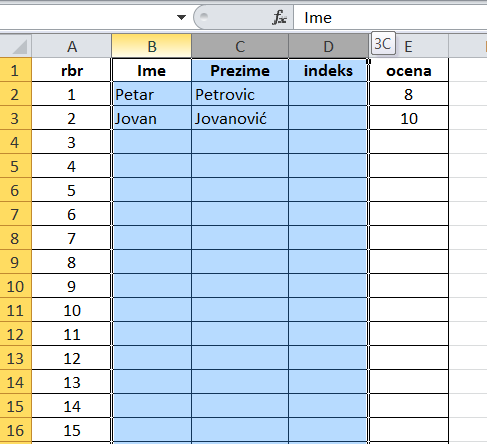 fx Ime
3C
A B C D E
1 rbr Ime Prezime indeks ocena
2 1 Petar Petrovic 8
3 2 Jovan Jovanović 10
4 3
5 4
6 5
7 6
8 7
9 8
10 9
11 10
12 11
13 12
14 13
15 14
16 15